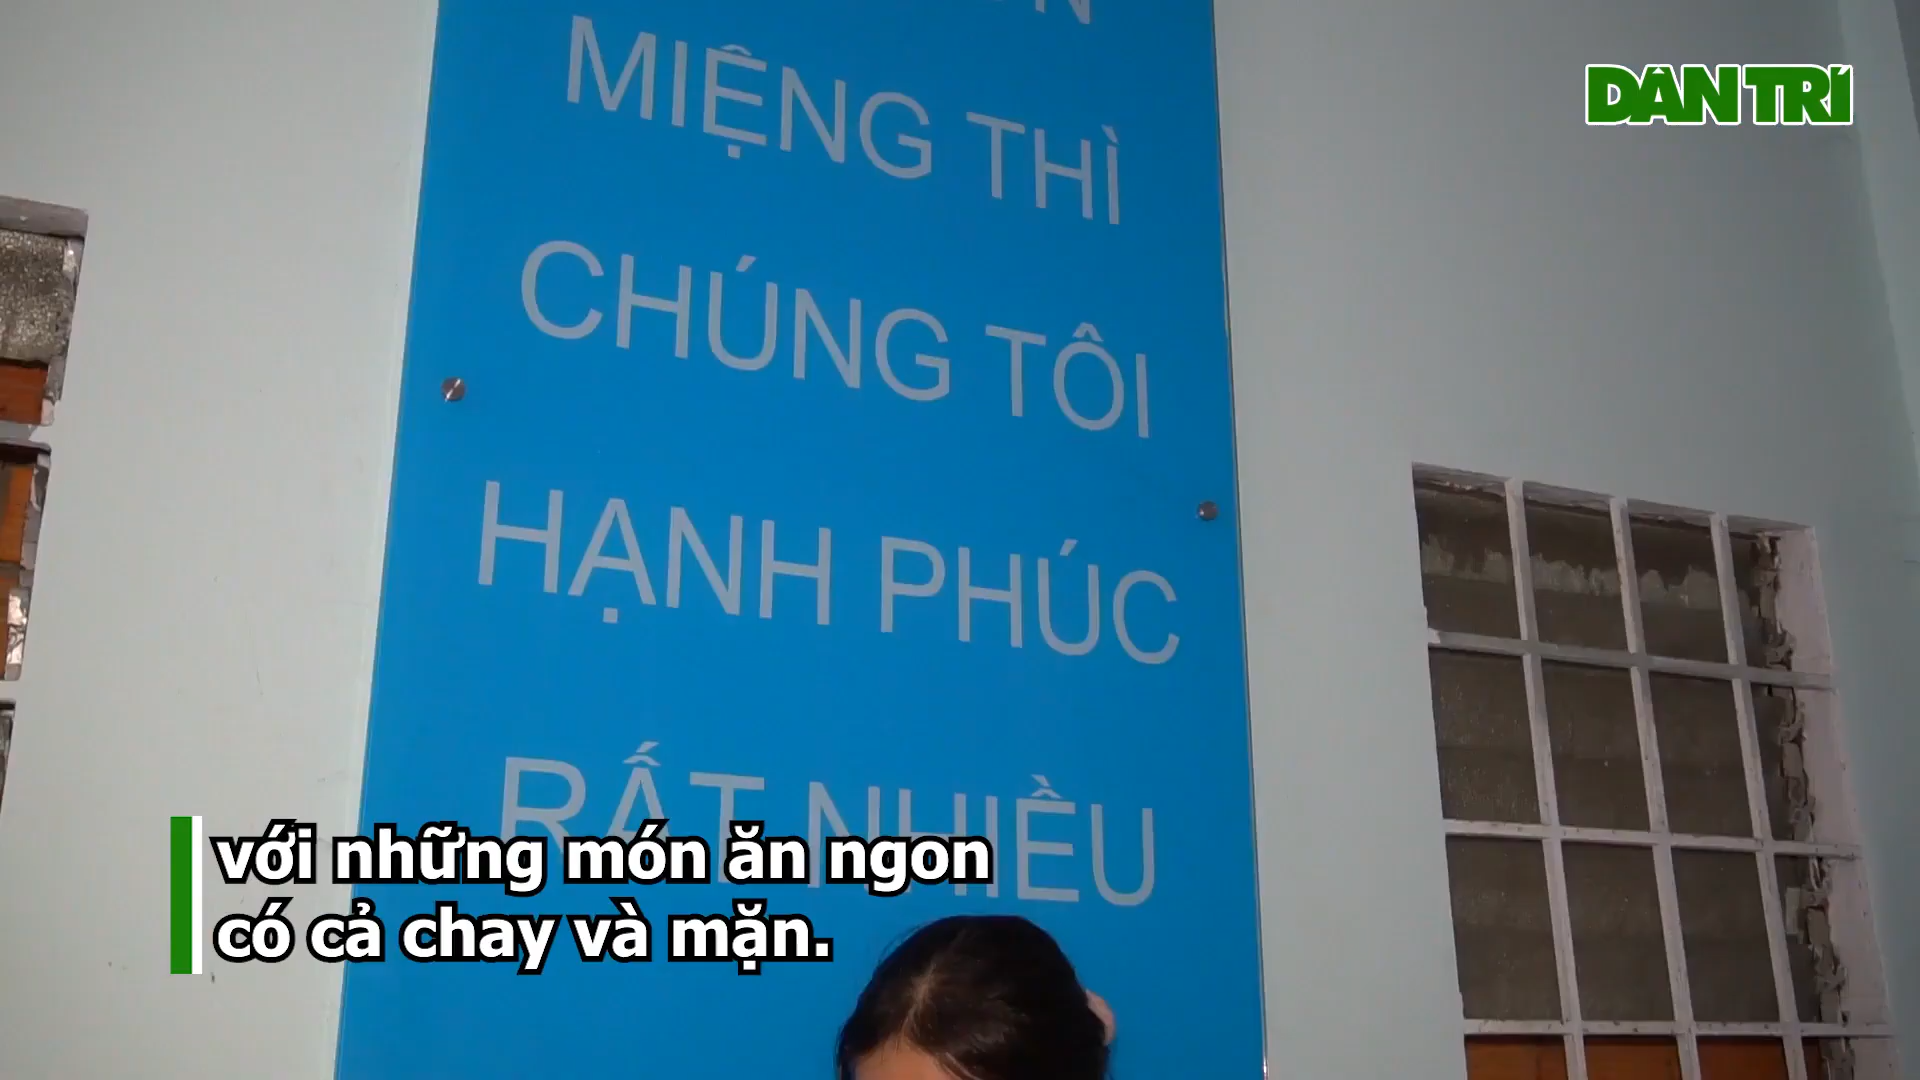 DÂN TRÍ
MIỆNG THÌ
CHÚNG TÔI
HẠNH PHÚC
RẤT NHIỀU
với những món ăn ngon
có cả chay và mặn.